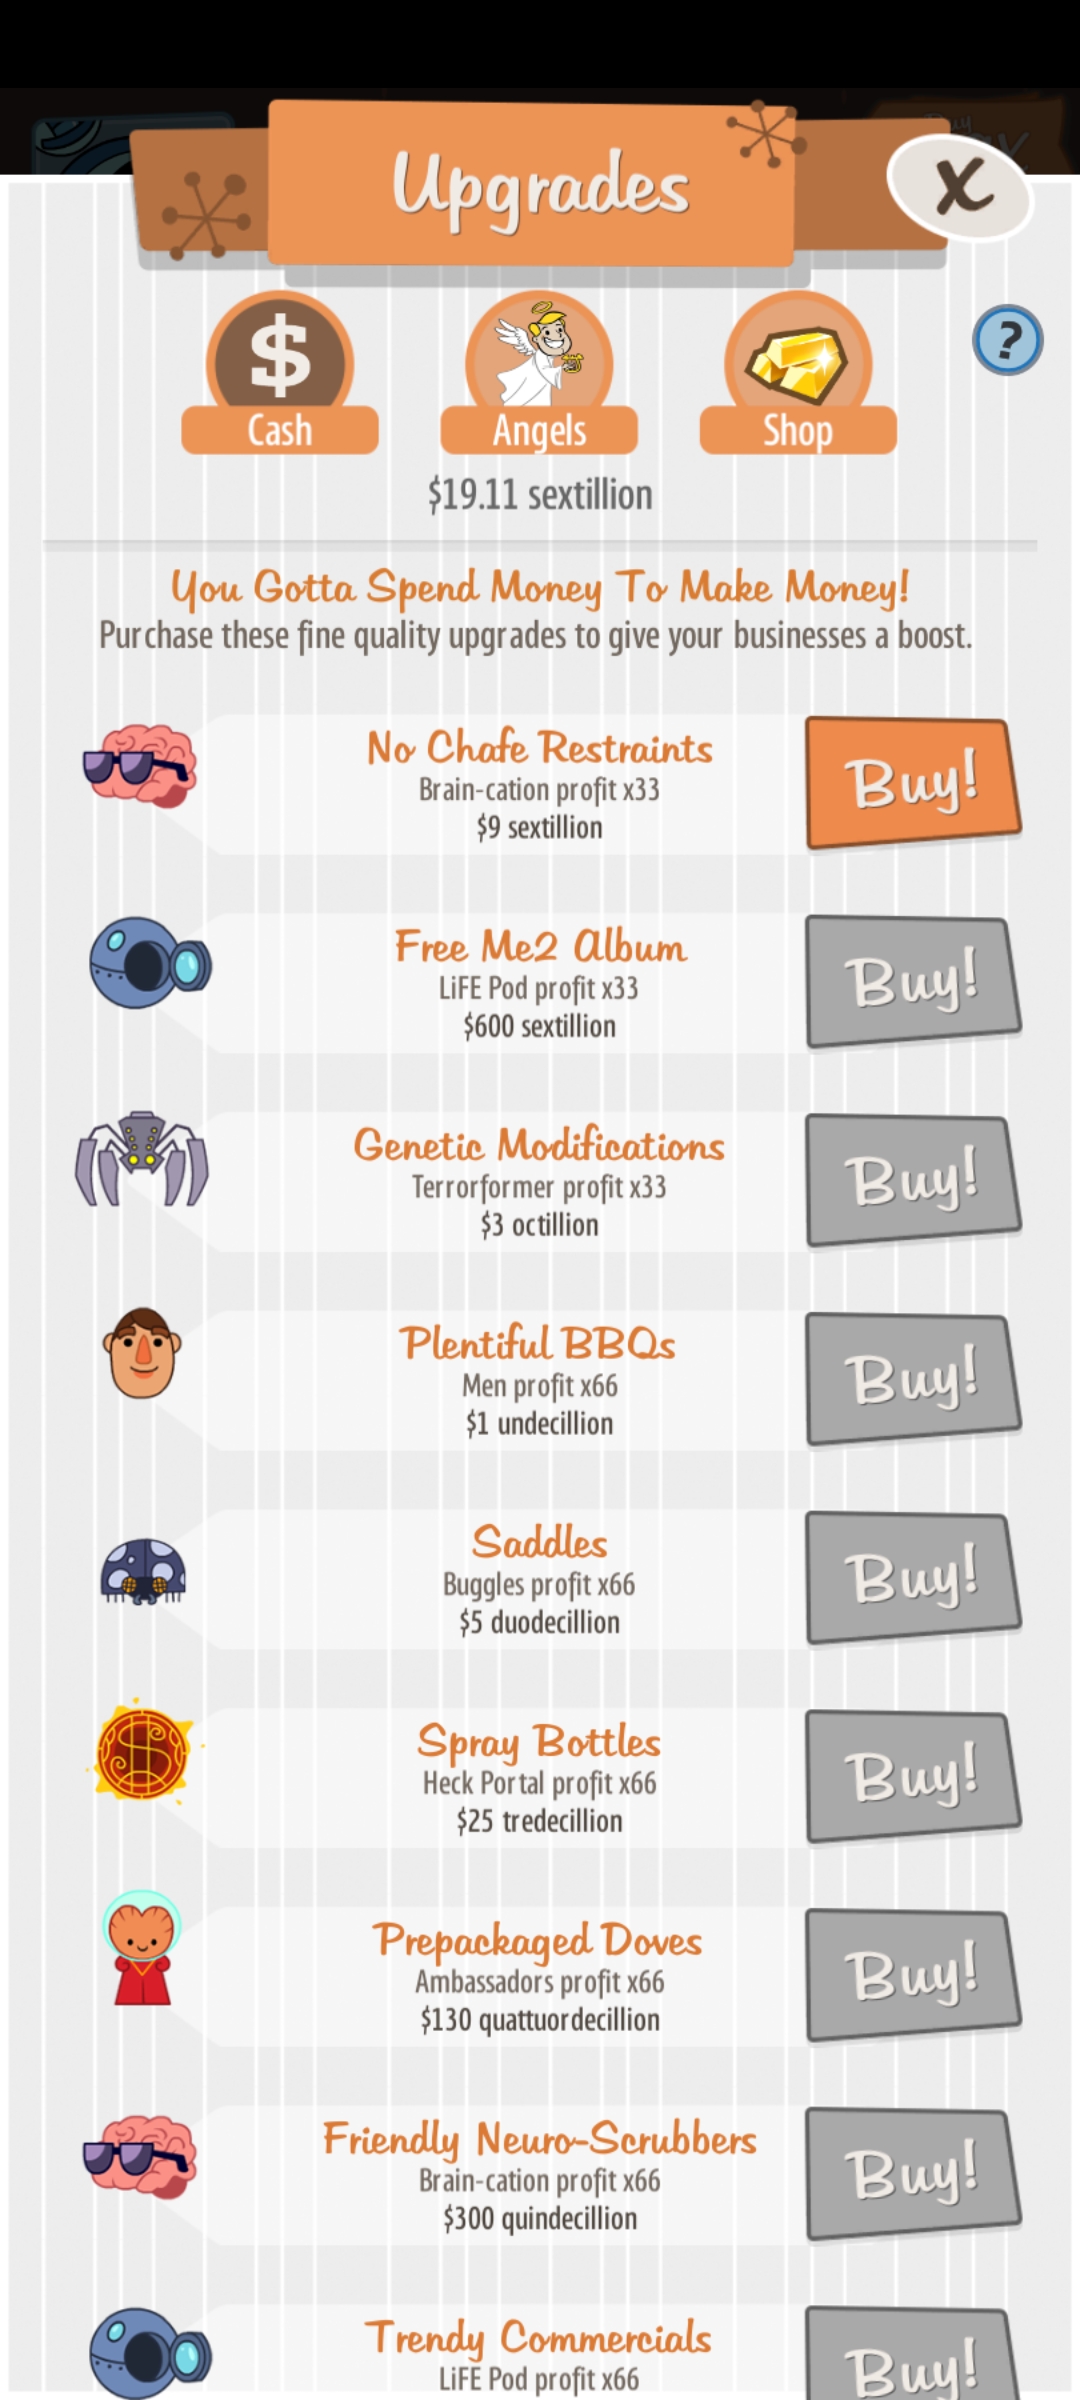 Upgrades
X
$
?
Cash
Angels
Shop
$19.11 sextillion
You Gotta Spend Money To Make Money!
Purchase these fine quality upgrades to give your businesses a boost.
No Chafe Restraints
Brain-cation profit x33
$9 sextillion
Buy!
Free Me2 Album
LiFE Pod profit x33
$600 sextillion
Buy!
Genetic Modifications
Terrorformer profit x33
$3 octillion
Buy!
Plentiful BBQs
Men profit x66
$1 undecillion
Buy!
Saddles
Buggles profit x66
$5 duodecillion
Buy!
Spray Bottles
Heck Portal profit x66
$25 tredecillion
Buy!
Prepackaged Doves
Ambassadors profit x66
$130 quattuordecillion
Buy!
Friendly Neuro-Scrubbers
Brain-cation profit x66
$300 quindecillion
Buy!
Trendy Commercials
LiFE Pod profit x66
Buy!